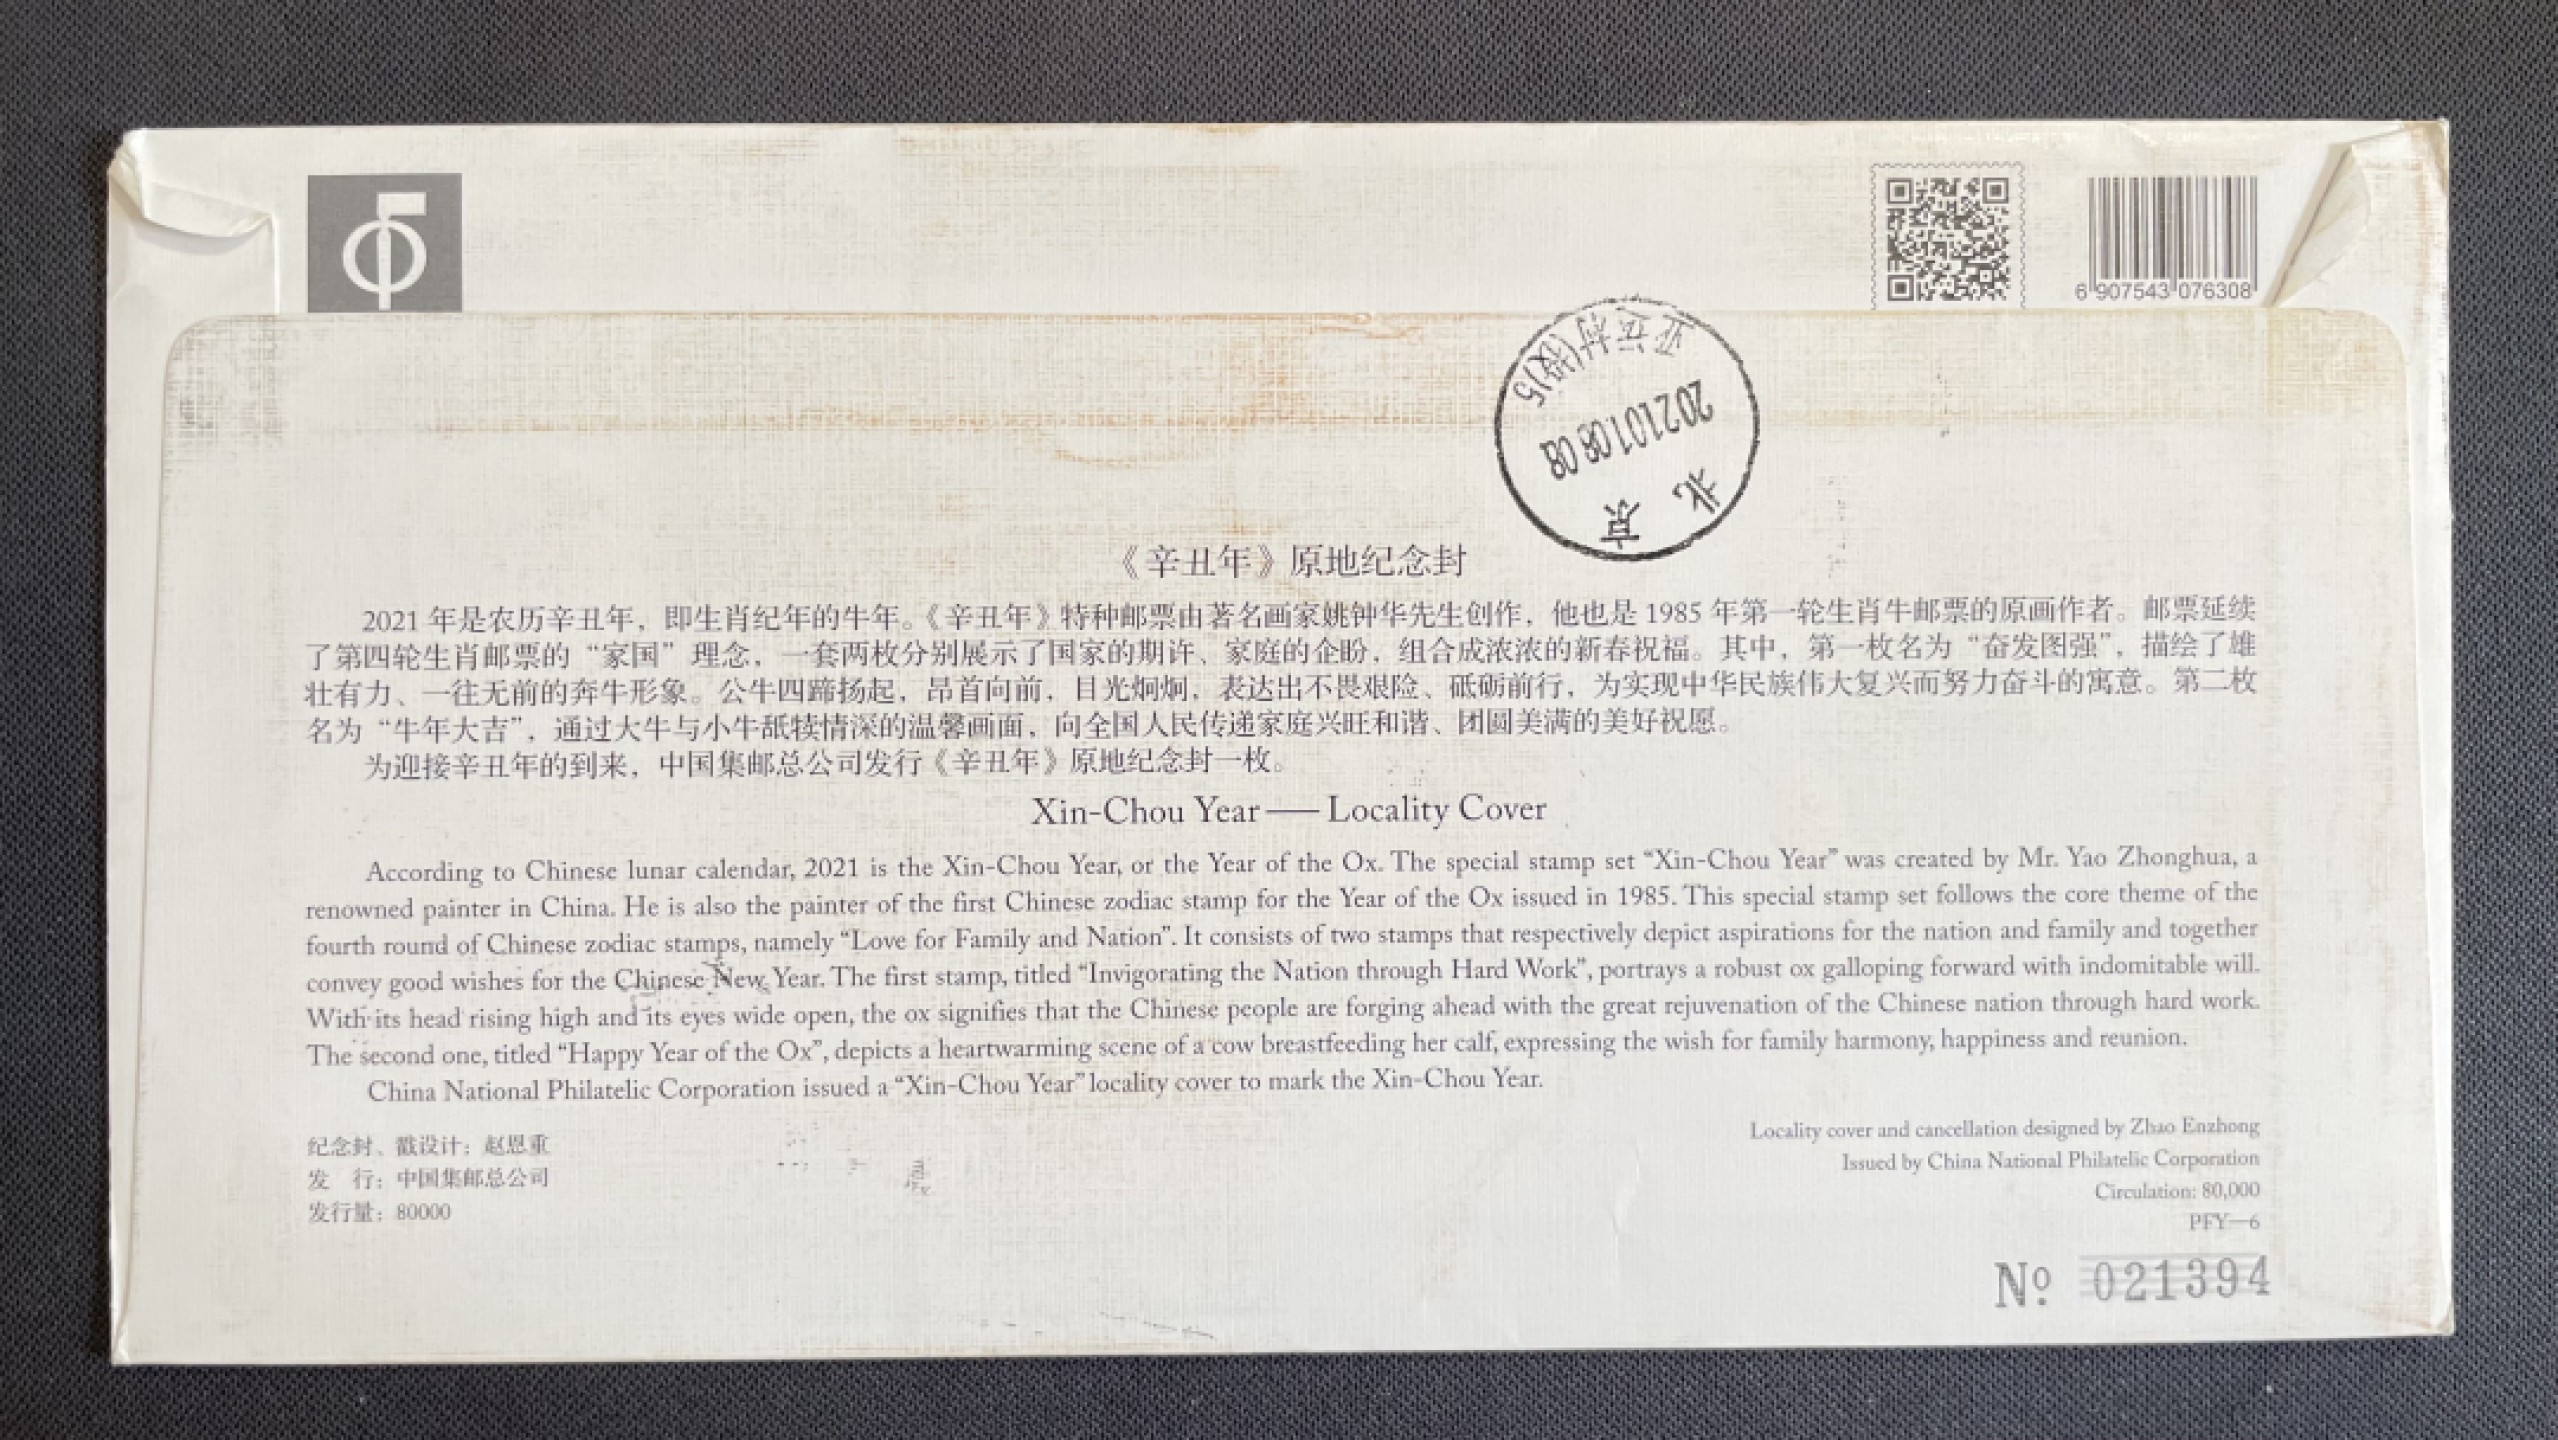 6 907543 076308
亚运村(投)5
2021.01.08.08
北京
《辛丑年》原地纪念封
2021 年是农历辛丑年，即生肖纪年的牛年。《辛丑年》特种邮票由著名画家姚钟华先生创作，他也是 1985 年第一轮生肖牛邮票的原画作者。邮票延续
了第四轮生肖邮票的“家国”理念，一套两枚分别展示了国家的期许、家庭的企盼，组合成浓浓的新春祝福。其中，第一枚名为“奋发图强”，描绘了雄
壮有力、一往无前的奔牛形象。公牛四蹄扬起，昂首向前，目光炯炯，表达出不畏艰险、砥砺前行，为实现中华民族伟大复兴而努力奋斗的寓意。第二枚
名为“牛年大吉”，通过大牛与小牛舐犊情深的温馨画面，向全国人民传递家庭兴旺和谐、团圆美满的美好祝愿。
为迎接辛丑年的到来，中国集邮总公司发行《辛丑年》原地纪念封一枚。
Xin-Chou Year——Locality Cover
According to Chinese lunar calendar, 2021 is the Xin-Chou Year, or the Year of the Ox. The special stamp set “Xin-Chou Year” was created by Mr. Yao Zhonghua, a
renowned painter in China. He is also the painter of the first Chinese zodiac stamp for the Year of the Ox issued in 1985. This special stamp set follows the core theme of the
fourth round of Chinese zodiac stamps, namely “Love for Family and Nation”. It consists of two stamps that respectively depict aspirations for the nation and family and together
convey good wishes for the Chinese New Year. The first stamp, titled “Invigorating the Nation through Hard Work”, portrays a robust ox galloping forward with indomitable will.
With its head rising high and its eyes wide open, the ox signifies that the Chinese people are forging ahead with the great rejuvenation of the Chinese nation through hard work.
The second one, titled “Happy Year of the Ox”, depicts a heartwarming scene of a cow breastfeeding her calf, expressing the wish for family harmony, happiness and reunion.
China National Philatelic Corporation issued a “Xin-Chou Year” locality cover to mark the Xin-Chou Year.
纪念封、戳设计：赵恩重
发 行：中国集邮总公司
发行量：80000
Locality cover and cancellation designed by Zhao Enzhong
Issued by China National Philatelic Corporation
Circulation: 80,000
PFY—6
Nº 021394